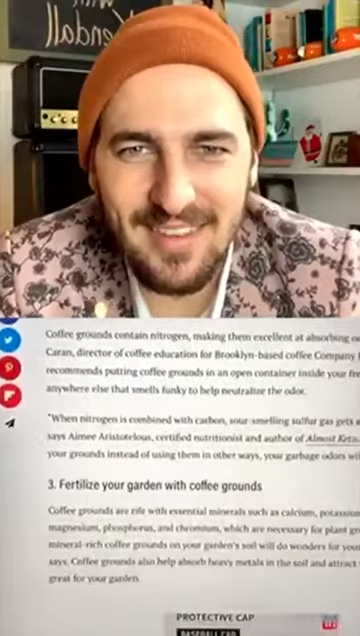 Kendall
Coffee grounds contain nitrogen, making them excellent at absorbing
Caran, director of coffee education for Brooklyn-based coffee Company
recommends putting coffee grounds in an open container inside your
anywhere else that smells funky to help neutralize the odor.
"When nitrogen is combined with carbon, sour-smelling sulfur gas gets
says Aimee Aristotelous, certified nutritionist and author of Almost Keto.
your grounds instead of using them in other ways, your garbage odors
3. Fertilize your garden with coffee grounds
Coffee grounds are rife with essential minerals such as calcium, potassium
magnesium, phosphorus, and chromium, which are necessary for plant
mineral-rich coffee grounds on your garden's soil will do wonders for
says. Coffee grounds also help absorb heavy metals in the soil and attract
great for your garden.
PROTECTIVE CAP
BASEBALL CAP